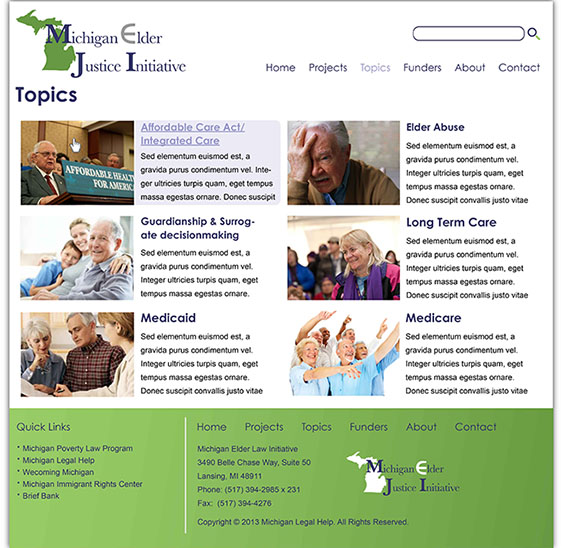 Michigan Elder
Justice Initiative
Home Projects Topics Funders About Contact
Topics
Affordable Care Act/
Integrated Care
Sed elementum euismod est, a
gravida purus condimentum vel. Inte-
ger ultricies turpis quam, eget tempus
massa egestas ornare. Donec suscipit
AFFORDABLE HEALT
FOR AMERICA
Elder Abuse
Sed elementum euismod est, a
gravida purus condimentum vel.
Integer ultricies turpis quam, eget
tempus massa egestas ornare.
Donec suscipit convallis justo vitae
Guardianship & Surrog-
ate decisionmaking
Sed elementum euismod est, a
gravida purus condimentum vel.
Integer ultricies turpis quam, eget
tempus massa egestas ornare.
Long Term Care
Sed elementum euismod est, a
gravida purus condimentum vel.
Integer ultricies turpis quam, eget
tempus massa egestas ornare.
Donec suscipit convallis justo vitae
Medicaid
Sed elementum euismod est, a
gravida purus condimentum vel.
Integer ultricies turpis quam, eget
tempus massa egestas ornare.
Donec suscipit convallis justo vitae
Medicare
Sed elementum euismod est, a
gravida purus condimentum vel.
Integer ultricies turpis quam, eget
tempus massa egestas ornare.
Donec suscipit convallis justo vitae
Quick Links
• Michigan Poverty Law Program
• Michigan Legal Help
• Wecoming Michigan
• Michigan Immigrant Rights Center
• Brief Bank
Home Projects Topics Funders About Contact
Michigan Elder Law Initiative
3490 Belle Chase Way, Suite 50
Lansing, MI 48911
Phone: (517) 394-2985 x 231
Fax: (517) 394-4276
Michigan Elder
Justice Initiative
Copyright © 2013 Michigan Legal Help. All Rights Reserved.